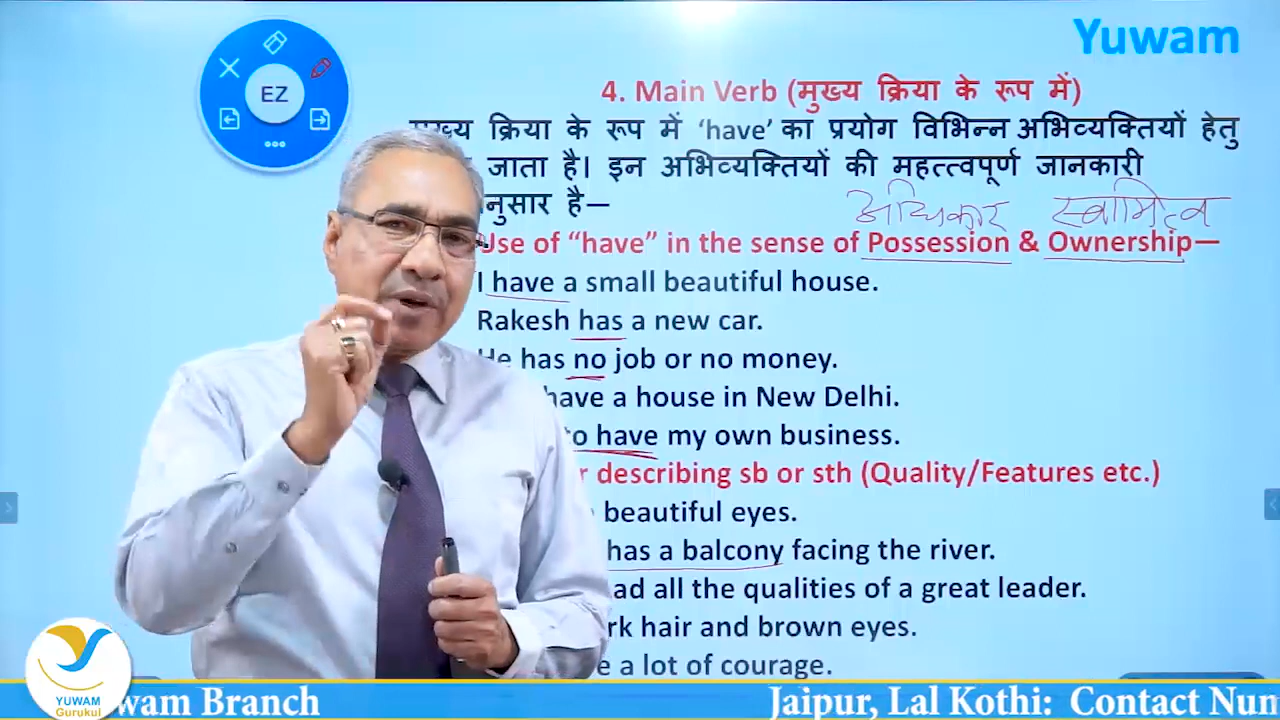 Yuwam
EZ
4. Main Verb (मुख्य क्रिया के रूप में)
क्रिया के रूप में ‘have’ का प्रयोग विभिन्न अभिव्यक्तियों हेतु
जाता है। इन अभिव्यक्तियों की महत्त्वपूर्ण जानकारी
है—
अधिकार स्वामित्व
Use of “have” in the sense of Possession & Ownership—
I have a small beautiful house.
Rakesh has a new car.
He has no job or no money.
have a house in New Delhi.
to have my own business.
describing sb or sth (Quality/Features etc.)
beautiful eyes.
has a balcony facing the river.
all the qualities of a great leader.
hair and brown eyes.
a lot of courage.
YUWAM
Gurukul
Branch
Jaipur, Lal Kothi: Contact